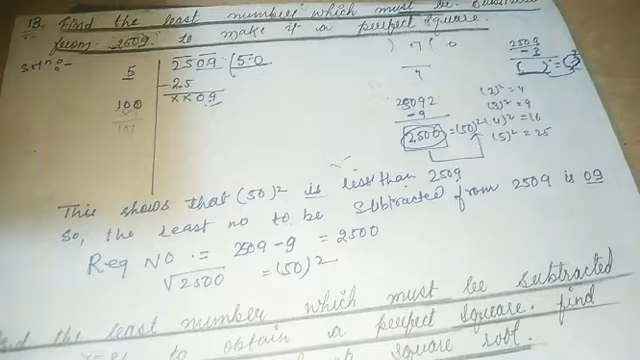 13. Find the least number which must be
from 2509 to make it a perfect square.
Soln:-
5 2509 (5-0
-25
100 ××09
2509
-9
2500 = (50)²
2509
(2)² = 4
(3)² = 9
(4)² = 16
(5)² = 25
This shows that (50)² is less than 2509
So, the least no to be subtracted from 2509 is 09
Req NO .= 2509-9 = 2500
√2500 = (50)²
the least number which must be subtracted
to obtain a perfect square. find
square root.